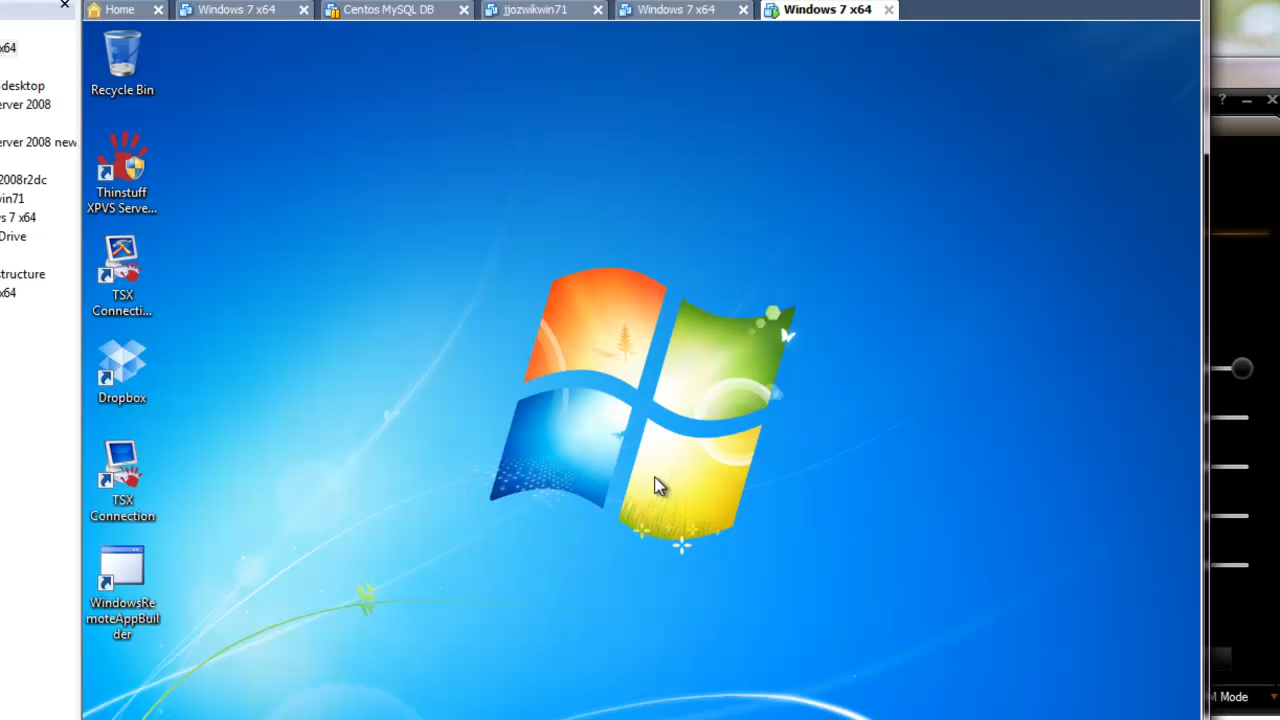 Home
Windows 7 x64
Centos MySQL DB
jjozwikwin71
Windows 7 x64
Windows 7 x64
x64
desktop
erver 2008
erver 2008 new
2008r2dc
vin71
s 7 x64
Drive
structure
x64
Recycle Bin
Thinstuff
XPVS Serve...
TSX
Connecti...
Dropbox
TSX
Connection
WindowsRe
moteAppBuil
der
?
M Mode